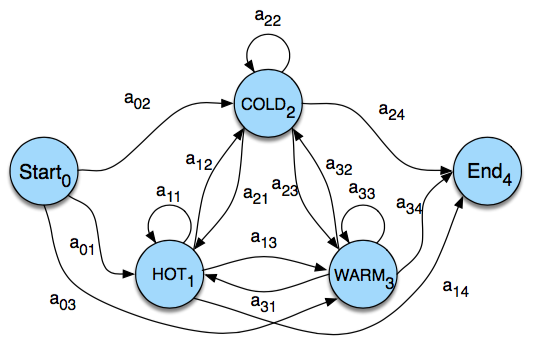 a₂₂
COLD₂
a₀₂
a₂₄
a₁₂
a₃₂
Start₀
End₄
a₁₁
a₂₁
a₂₃
a₃₃
a₃₄
a₀₁
a₁₃
HOT₁
WARM₃
a₀₃
a₃₁
a₁₄